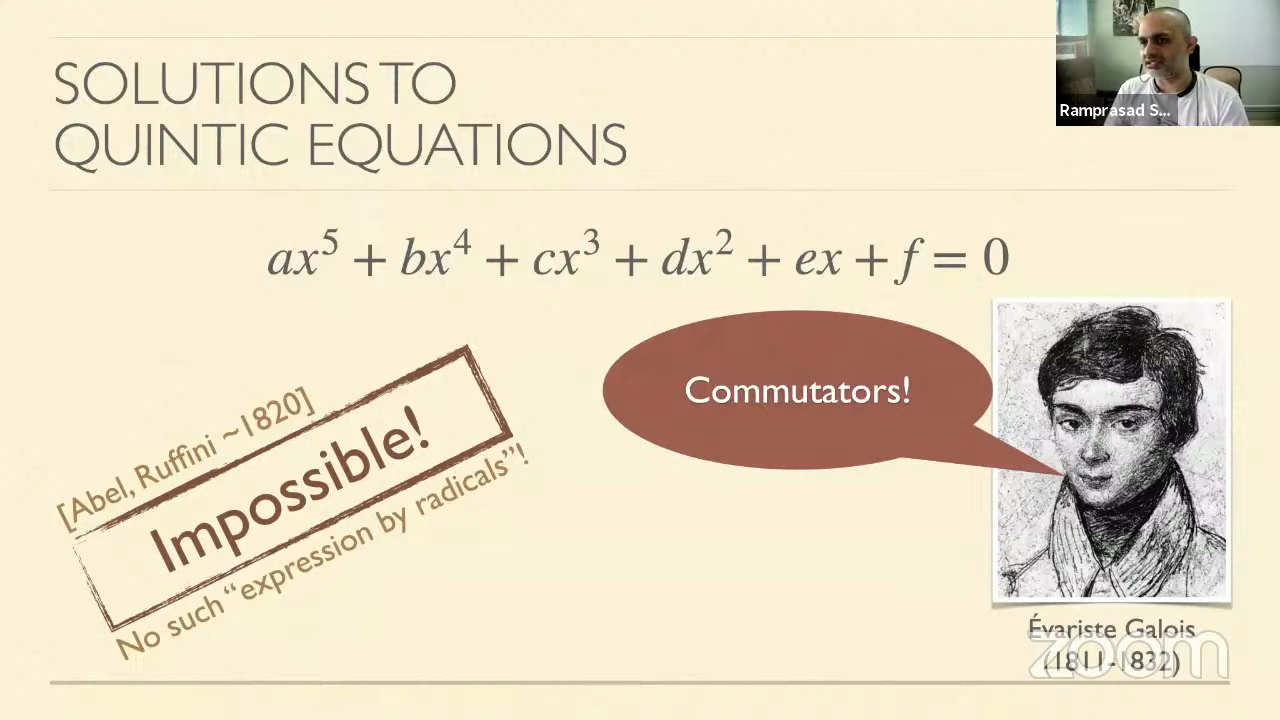 SOLUTIONS TO
QUINTIC EQUATIONS
Ramprasad S...
ax⁵ + bx⁴ + cx³ + dx² + ex + f = 0
[Abel, Ruffini ~1820]
Impossible!
No such “expression by radicals”!
Commutators!
Évariste Galois
(1811-1832)
zoom